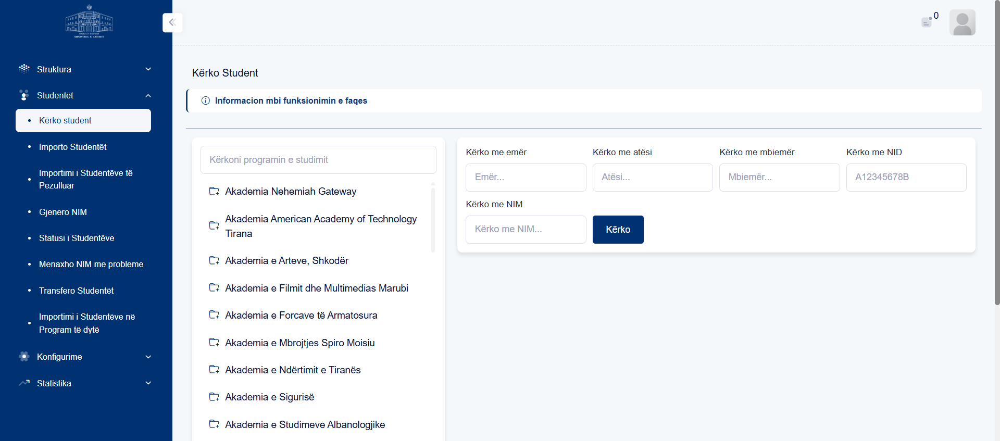 MINISTRIA E ARSIMIT
0
Struktura
Studentët
Kërko student
Importo Studentët
Importimi i Studentëve të
Pezulluar
Gjenero NIM
Statusi i Studentëve
Menaxho NIM me probleme
Transfero Studentët
Importimi i Studentëve në
Program të dytë
Konfigurime
Statistika
Kërko Student
Informacion mbi funksionimin e faqes
Kërkoni programin e studimit
Akademia Nehemiah Gateway
Akademia American Academy of Technology
Tirana
Akademia e Arteve, Shkodër
Akademia e Filmit dhe Multimedias Marubi
Akademia e Forcave të Armatosura
Akademia e Mbrojtjes Spiro Moisiu
Akademia e Ndërtimit e Tiranës
Akademia e Sigurisë
Akademia e Studimeve Albanologjike
Kërko me emër
Kërko me atësi
Kërko me mbiemër
Kërko me NID
Emër...
Atësi...
Mbiemër...
A12345678B
Kërko me NIM
Kërko me NIM...
Kërko